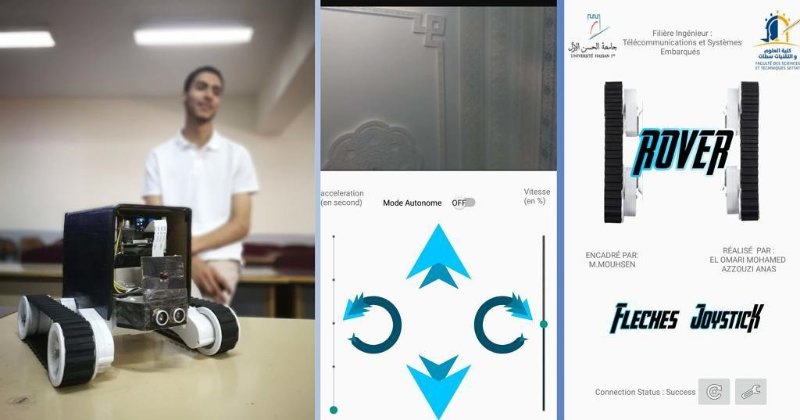 acceleration
(en second)
Mode Autonome
OFF
Vitesse
(en %)
جامعة الحسن الأول
UNIVERSITÉ HASSAN 1er
Filière Ingénieur :
Télécommunications et Systèmes
Embarqués
كلية العلوم
و التقنيات سطات
FACULTÉ DES SCIENCES
ET TECHNIQUES SETTAT
ROVER
ENCADRÉ PAR:
M.MOUHSEN
RÉALISÉ PAR :
EL OMARI MOHAMED
AZZOUZI ANAS
FLECHES JOYSTICK
Connection Status : Success